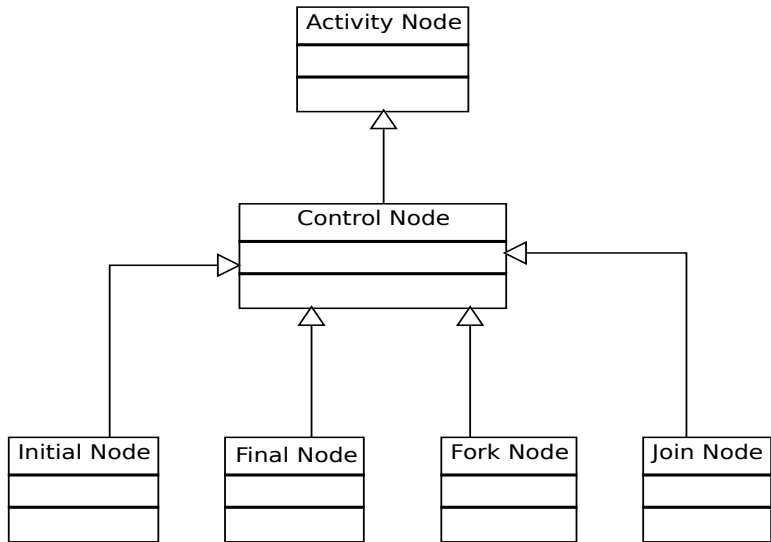 Activity Node
Control Node
Initial Node
Final Node
Fork Node
Join Node